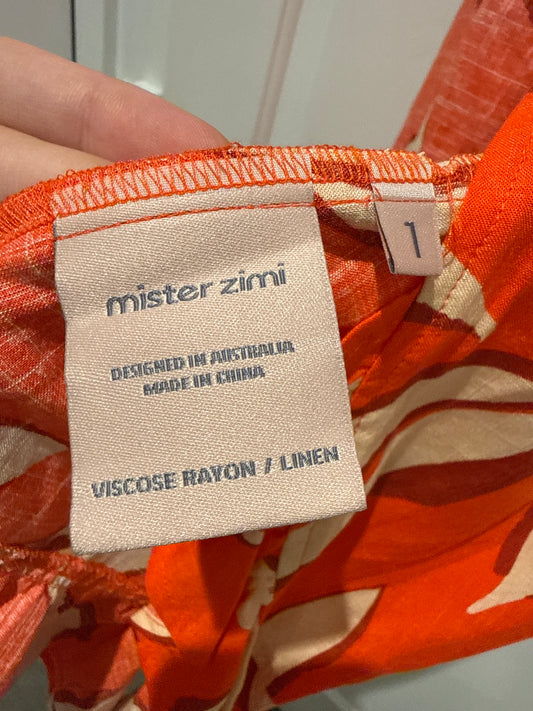 mister zimi
1
DESIGNED IN AUSTRALIA
MADE IN CHINA
VISCOSE RAYON / LINEN